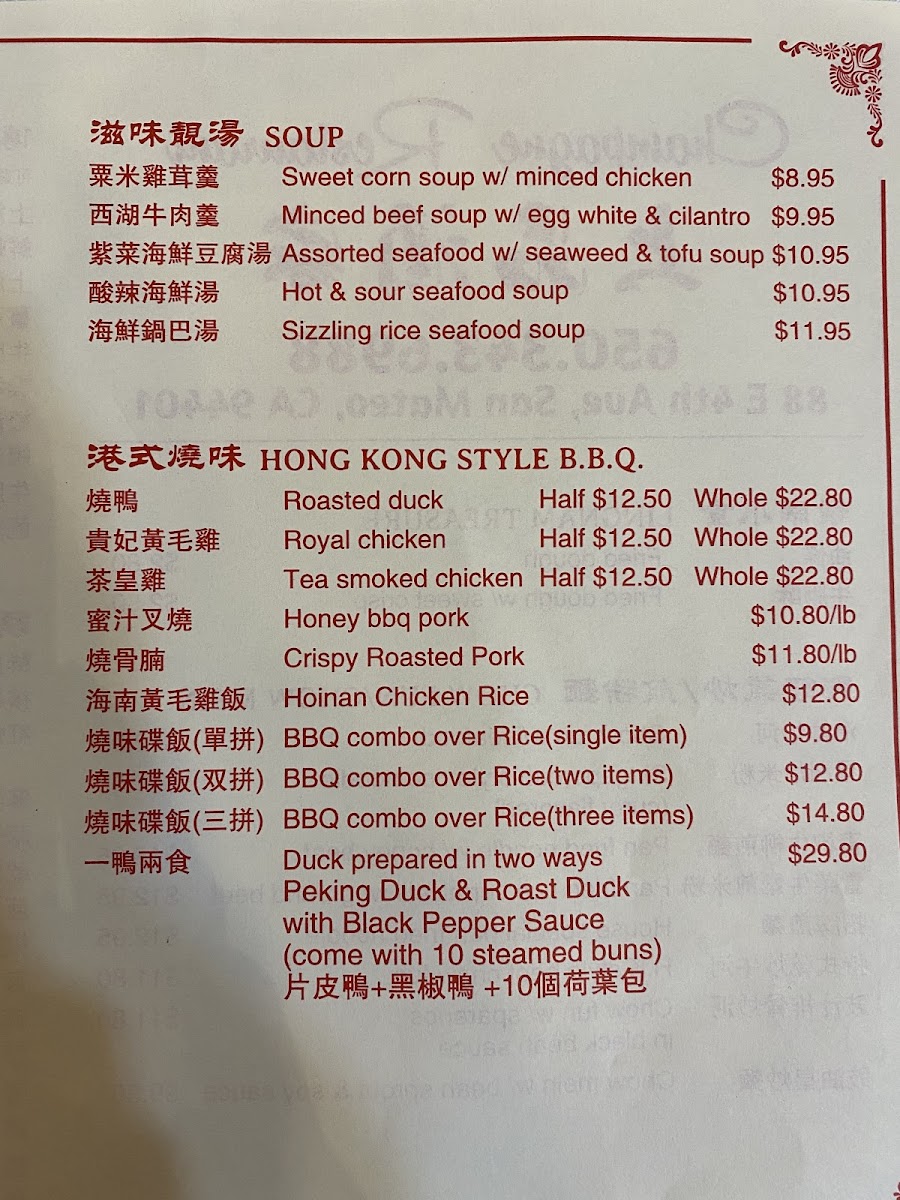 滋味靚湯 SOUP
粟米雞茸羹 Sweet corn soup w/ minced chicken $8.95
西湖牛肉羹 Minced beef soup w/ egg white & cilantro $9.95
紫菜海鮮豆腐湯 Assorted seafood w/ seaweed & tofu soup $10.95
酸辣海鮮湯 Hot & sour seafood soup $10.95
海鮮鍋巴湯 Sizzling rice seafood soup $11.95
港式燒味 HONG KONG STYLE B.B.Q.
燒鴨 Roasted duck Half $12.50 Whole $22.80
貴妃黃毛雞 Royal chicken Half $12.50 Whole $22.80
茶皇雞 Tea smoked chicken Half $12.50 Whole $22.80
蜜汁叉燒 Honey bbq pork $10.80/lb
燒骨腩 Crispy Roasted Pork $11.80/lb
海南黃毛雞飯 Hoinan Chicken Rice $12.80
燒味碟飯(單拼) BBQ combo over Rice(single item) $9.80
燒味碟飯(双拼) BBQ combo over Rice(two items) $12.80
燒味碟飯(三拼) BBQ combo over Rice(three items) $14.80
一鴨兩食 Duck prepared in two ways $29.80
Peking Duck & Roast Duck
with Black Pepper Sauce
(come with 10 steamed buns)
片皮鴨+黑椒鴨 +10個荷葉包